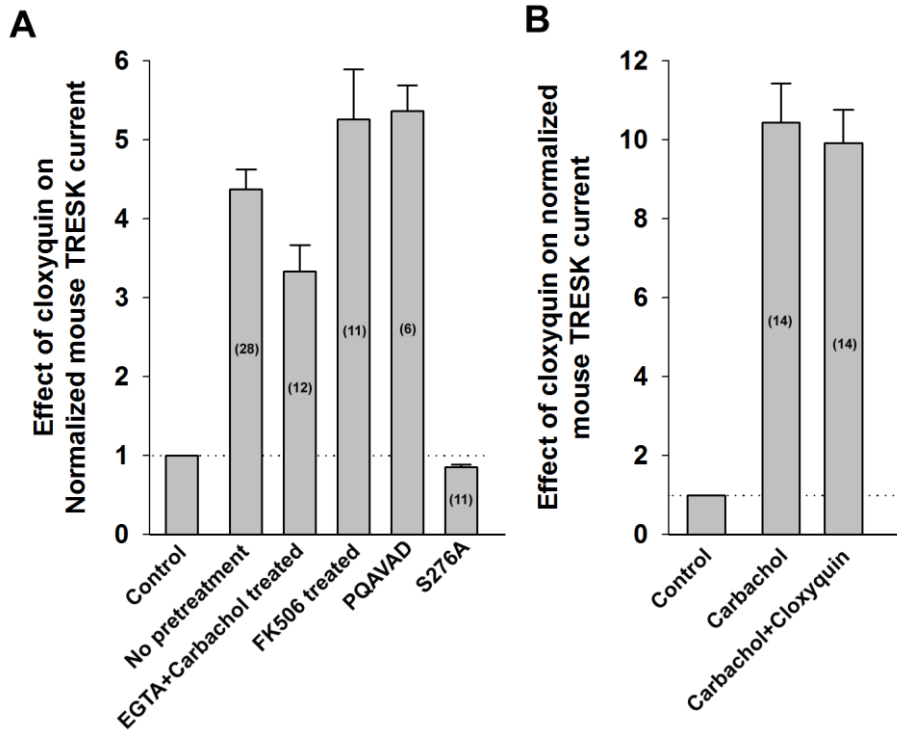 A
Effect of cloxyquin on
Normalized mouse TRESK current
6
5
4
3
2
1
0
(28)
(12)
(11)
(6)
(11)
Control
No pretreatment
EGTA+Carbachol treated
FK506 treated
PQAVAD
S276A
B
Effect of cloxyquin on normalized
mouse TRESK current
12
10
8
6
4
2
0
(14)
(14)
Control
Carbachol
Carbachol+Cloxyquin